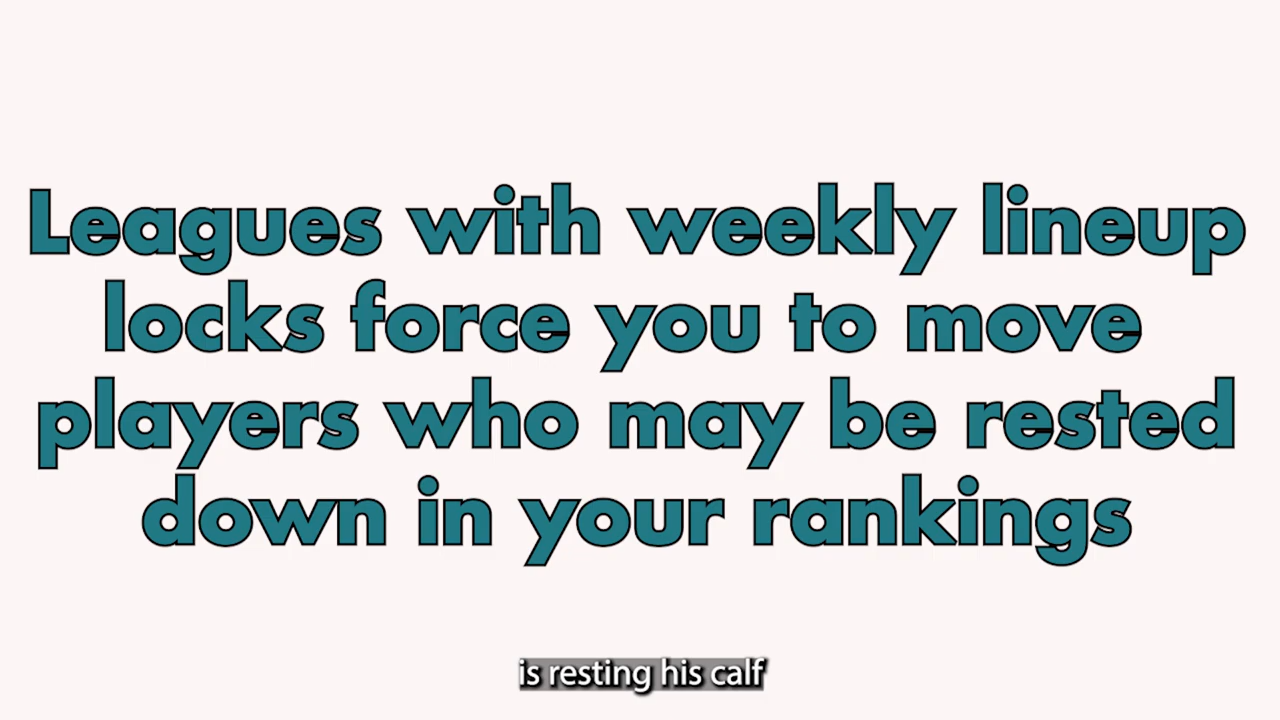 Leagues with weekly lineup
locks force you to move
players who may be rested
down in your rankings
is resting his calf